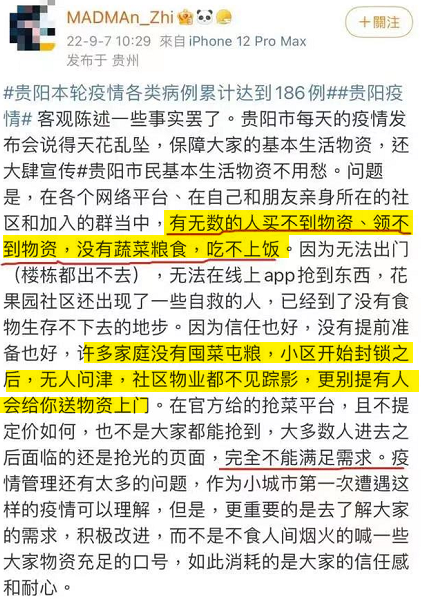 MADMAn_Zhi
＋關注
22-9-7 10:29 來自 iPhone 12 Pro Max
发布于 贵州
#贵阳本轮疫情各类病例累计达到186例##贵阳疫
情# 客观陈述一些事实罢了。贵阳市每天的疫情发
布会说得天花乱坠，保障大家的基本生活物资，还
大肆宣传#贵阳市民基本生活物资不用愁。问题
是，在各个网络平台、在自己和朋友亲身所在的社
区和加入的群当中，有无数的人买不到物资、领不
到物资，没有蔬菜粮食，吃不上饭。因为无法出门
（楼栋都出不去），无法在线上app抢到东西，花
果园社区还出现了一些自救的人，已经到了没有食
物生存不下去的地步。因为信任也好，没有提前准
备也好，许多家庭没有囤菜屯粮，小区开始封锁之
后，无人问津，社区物业都不见踪影，更别提有人
会给你送物资上门。在官方给的抢菜平台，且不提
定价如何，也不是大家都能抢到，大多数人进去之
后面临的还是抢光的页面，完全不能满足需求。疫
情管理还有太多的问题，作为小城市第一次遭遇这
样的疫情可以理解，但是，更重要的是去了解大家
的需求，积极改进，而不是不食人间烟火的喊一些
大家物资充足的口号，如此消耗的是大家的信任感
和耐心。